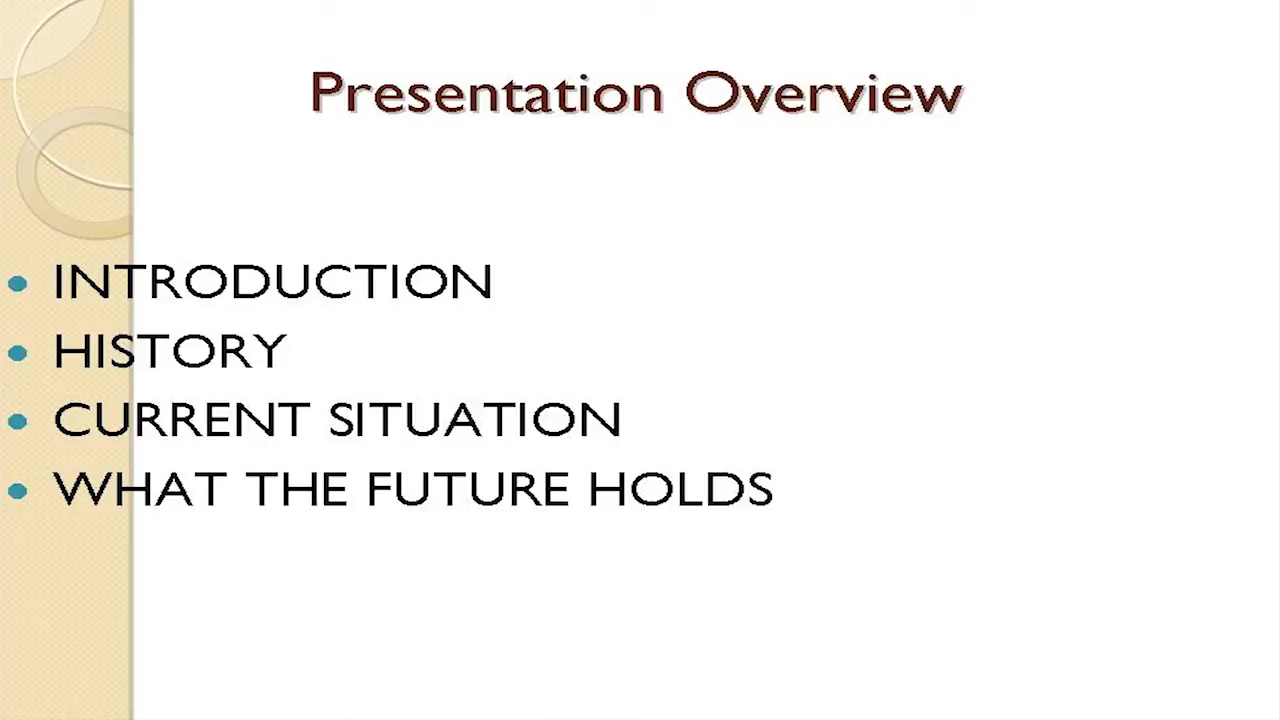 Presentation Overview
• INTRODUCTION
• HISTORY
• CURRENT SITUATION
• WHAT THE FUTURE HOLDS